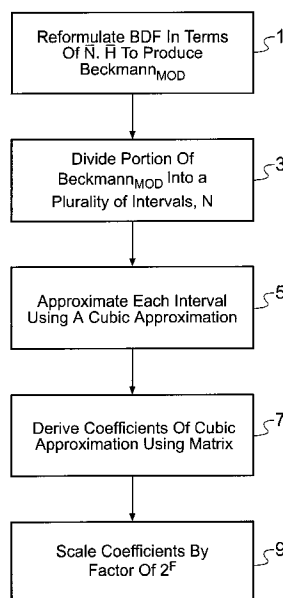 Reformulate BDF In Terms
Of N̄. H̄ To Produce
Beckmann_MOD
1
Divide Portion Of
Beckmann_MOD Into a
Plurality of Intervals, N
3
Approximate Each Interval
Using A Cubic Approximation
5
Derive Coefficients Of Cubic
Approximation Using Matrix
7
Scale Coefficients By
Factor Of 2^F
9